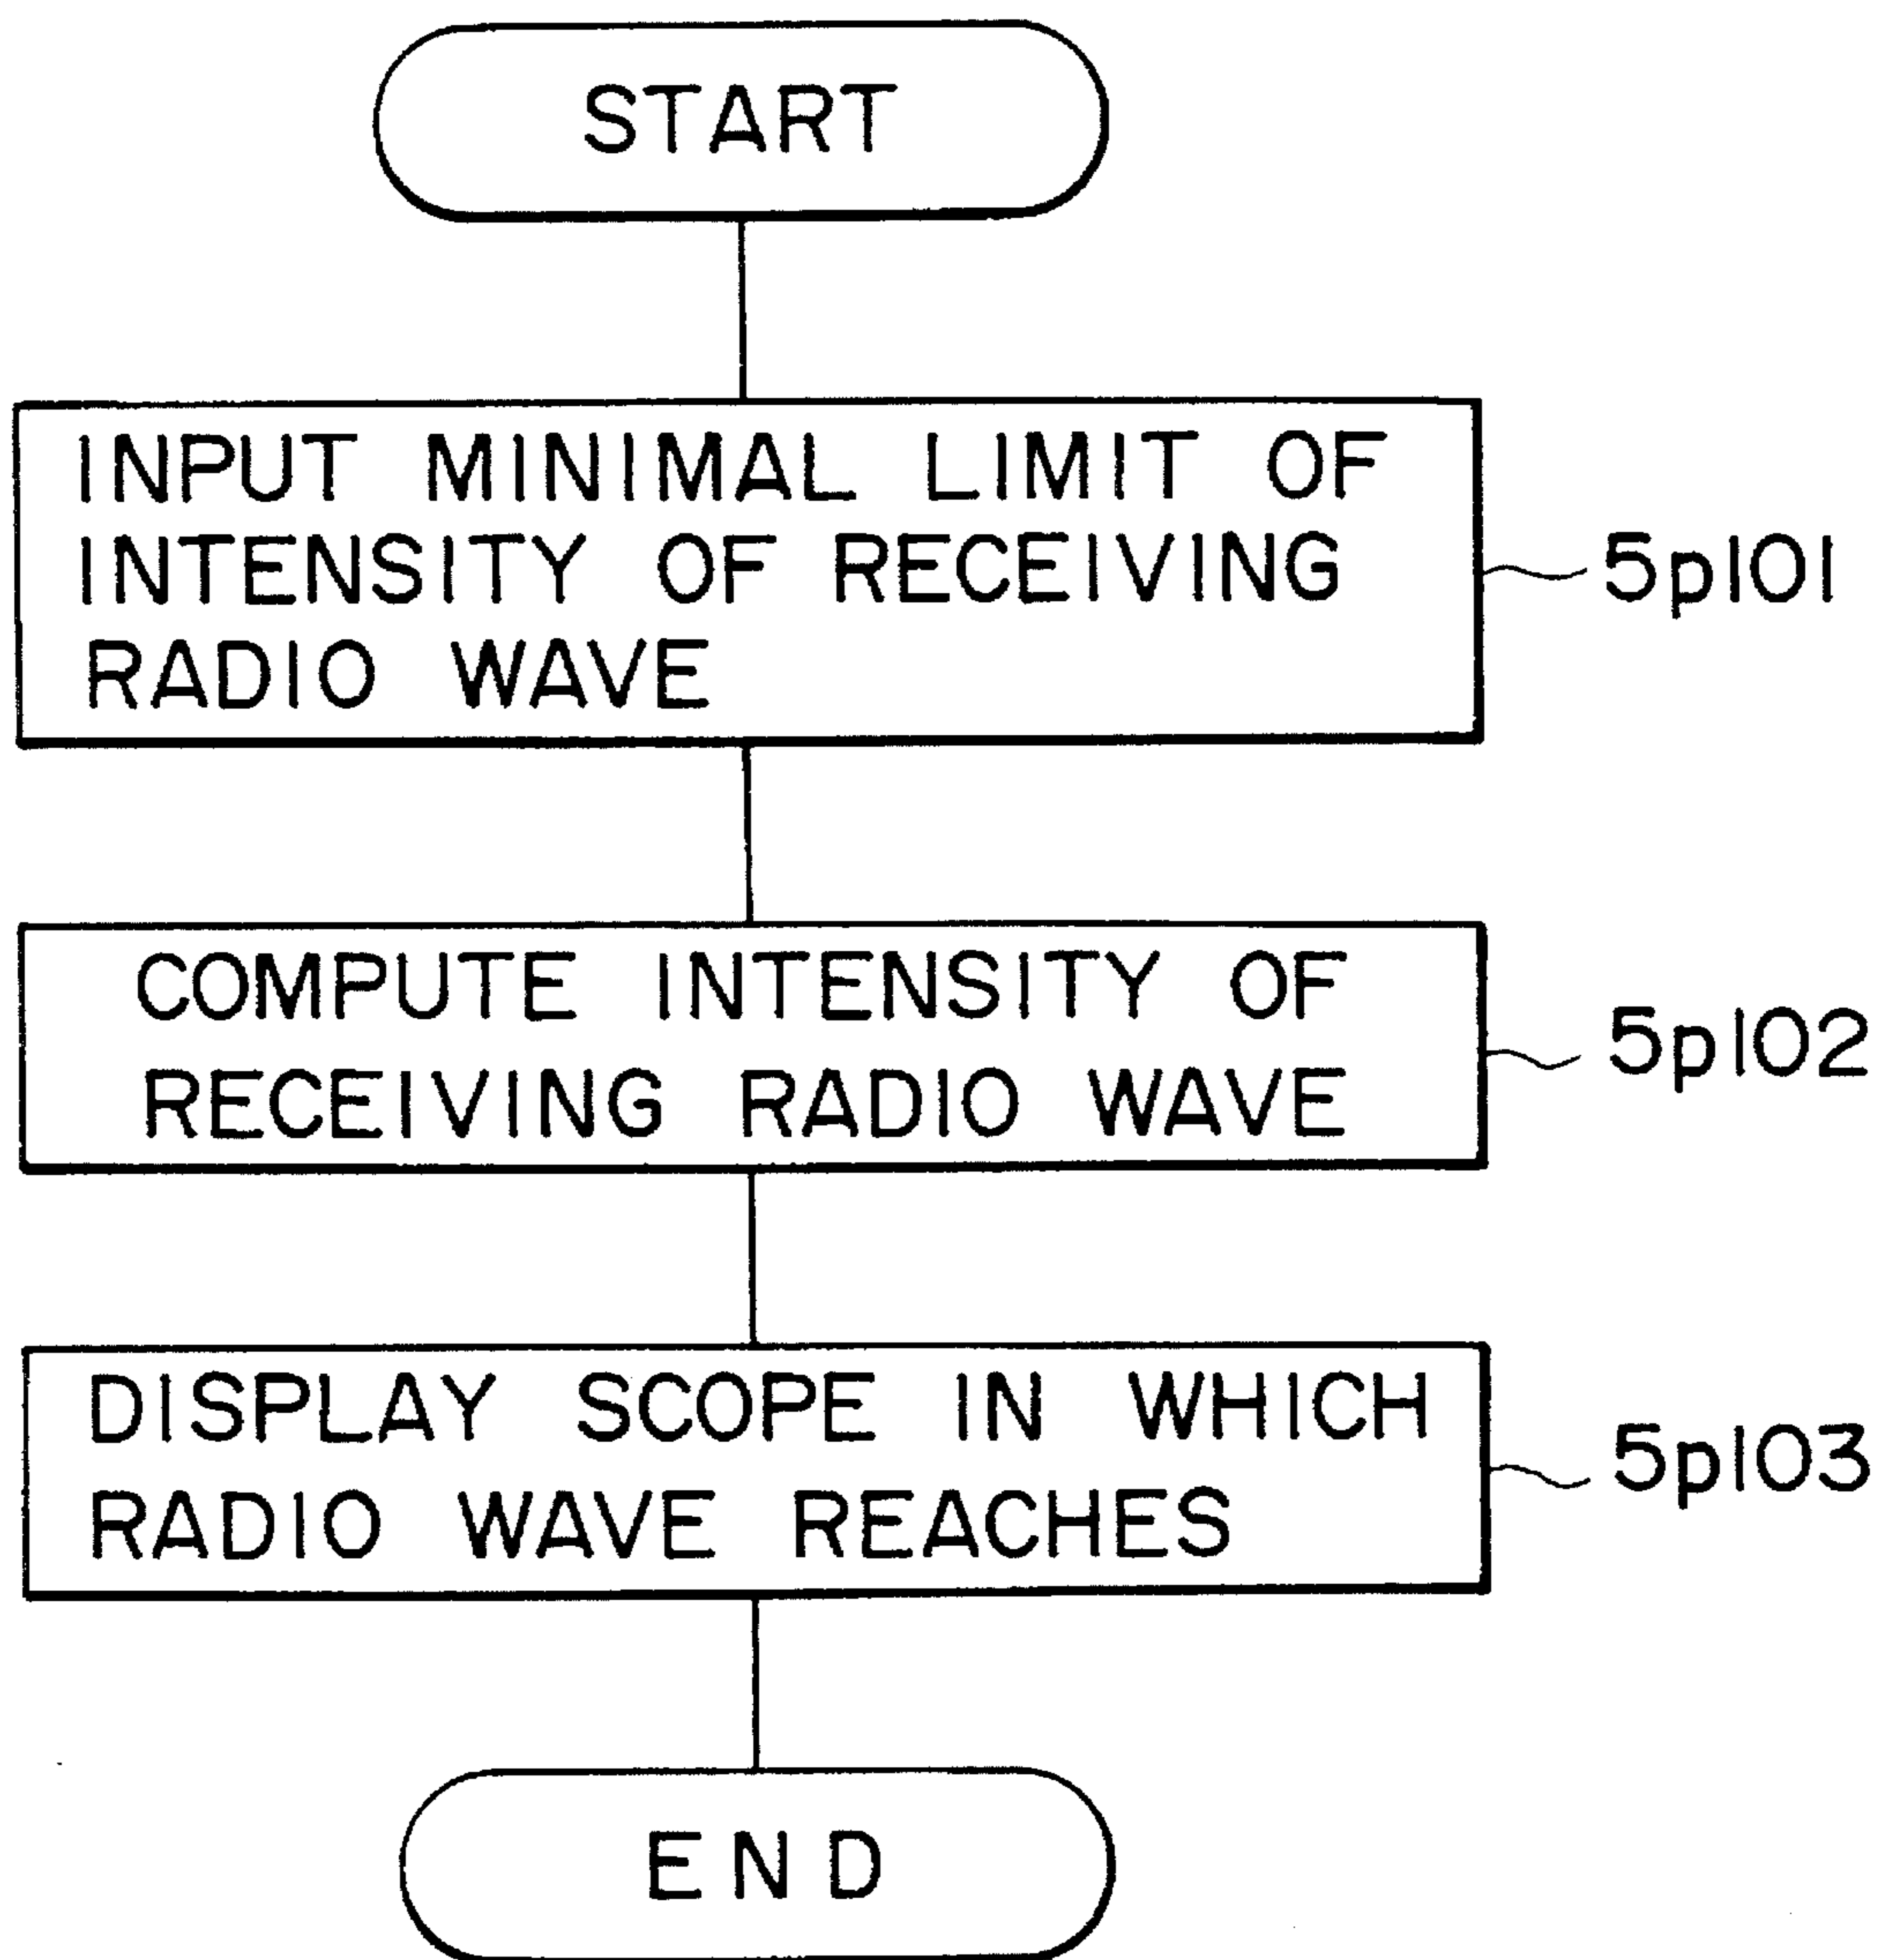 START
INPUT MINIMAL LIMIT OF
INTENSITY OF RECEIVING
RADIO WAVE
5p101
COMPUTE INTENSITY OF
RECEIVING RADIO WAVE
5p102
DISPLAY SCOPE IN WHICH
RADIO WAVE REACHES
5p103
END